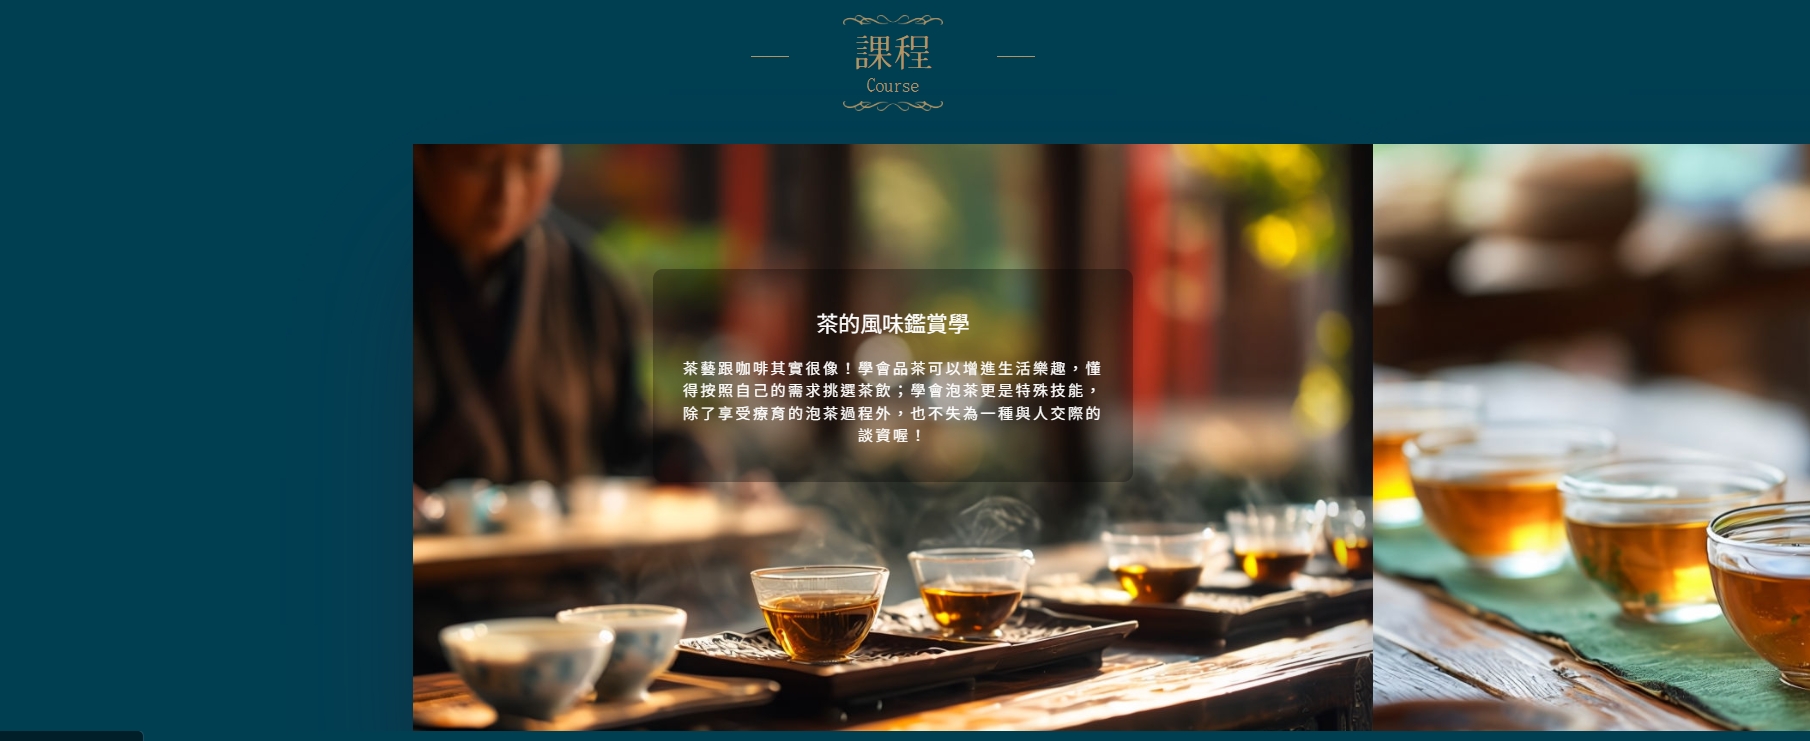 課程
Course
茶的風味鑑賞學
茶藝跟咖啡其實很像！學會品茶可以增進生活樂趣，懂
得按照自己的需求挑選茶飲；學會泡茶更是特殊技能，
除了享受療育的泡茶過程外，也不失為一種與人交際的
談資喔！